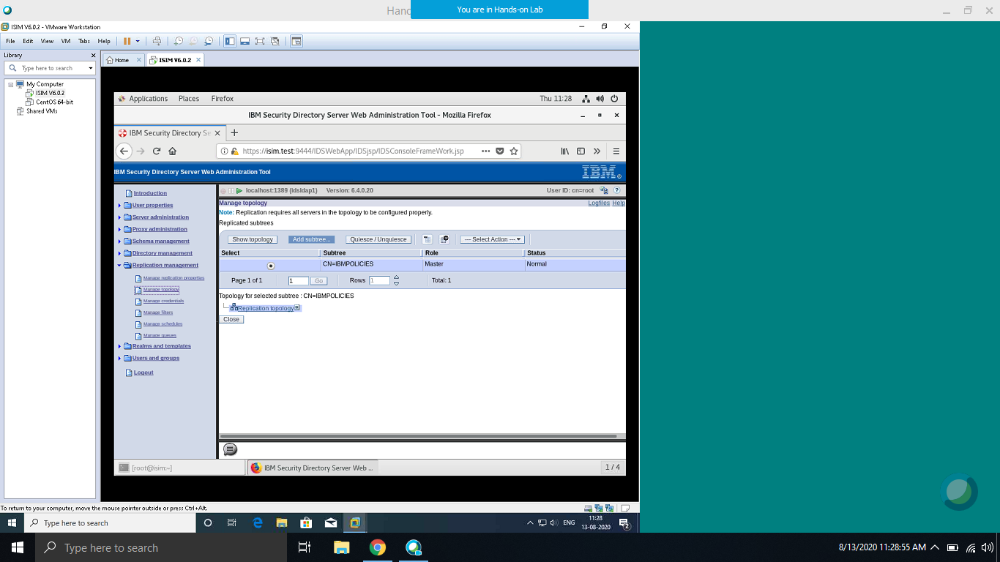 Hand
You are in Hands-on Lab
ISIM V6.0.2 - VMware Workstation
File Edit View VM Tabs Help
Library
Type here to search
My Computer
ISIM V6.0.2
CentOS 64-bit
Shared VMs
Home
ISIM V6.0.2
Applications Places Firefox
Thu 11:28
IBM Security Directory Server Web Administration Tool - Mozilla Firefox
IBM Security Directory Se
https://isim.test:9444/IDSWebApp/IDSjsp/IDSConsoleFrameWork.jsp
IBM Security Directory Server Web Administration Tool
IBM
Introduction
User properties
Server administration
Proxy administration
Schema management
Directory management
Replication management
Manage replication properties
Manage topology
Manage credentials
Manage filters
Manage schedules
Manage queues
Realms and templates
Users and groups
Logout
localhost:1389 (idsldap1) Version: 6.4.0.20
User ID: cn=root
Manage topology
Logfiles Help
Note: Replication requires all servers in the topology to be configured properly.
Replicated subtrees
Show topology Add subtree... Quiesce / Unquiesce --- Select Action ---
Select Subtree Role Status
CN=IBMPOLICIES Master Normal
Page 1 of 1 1 Go Rows 1 Total: 1
Topology for selected subtree : CN=IBMPOLICIES
Replication topology
Close
[root@isim:~]
IBM Security Directory Server Web ...
1 / 4
To return to your computer, move the mouse pointer outside or press Ctrl+Alt.
Type here to search
ENG
11:28
13-08-2020
2
Type here to search
8/13/2020 11:28:55 AM